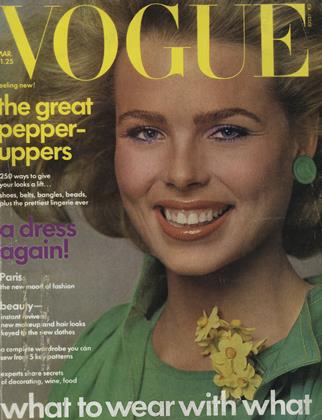 VOGUE
MAR.
1.25
eeling new!
the great
pepper-
uppers
250 ways to give
your looks a lift...
shoes, belts, bangles, beads,
plus the prettiest lingerie ever
a dress
again!
Paris
the new mood of fashion
beauty—
instant revivers
new makeup and hair looks
keyed to the new clothes
a complete wardrobe you can
sew from 5 key patterns
experts share secrets
of decorating, wine, food
what to wear with what